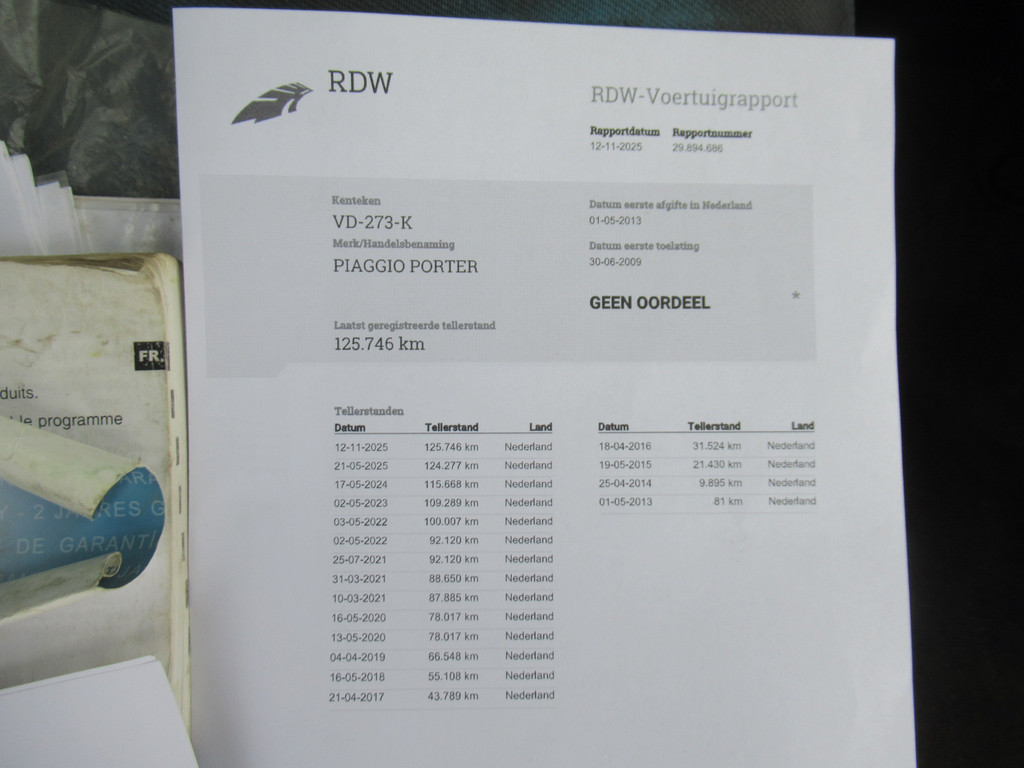 RDW
RDW-Voertuigrapport
Rapportdatum Rapportnummer
12-11-2025 29.894.686
Kenteken
VD-273-K
Merk/Handelsbenaming
PIAGGIO PORTER
Datum eerste afgifte in Nederland
01-05-2013
Datum eerste toelating
30-06-2009
GEEN OORDEEL *
Laatst geregistreerde tellerstand
125.746 km
Tellerstanden
Datum Tellerstand Land
12-11-2025 125.746 km Nederland
21-05-2025 124.277 km Nederland
17-05-2024 115.668 km Nederland
02-05-2023 109.289 km Nederland
03-05-2022 100.007 km Nederland
02-05-2022 92.120 km Nederland
25-07-2021 92.120 km Nederland
31-03-2021 88.650 km Nederland
10-03-2021 87.885 km Nederland
16-05-2020 78.017 km Nederland
13-05-2020 78.017 km Nederland
04-04-2019 66.548 km Nederland
16-05-2018 55.108 km Nederland
21-04-2017 43.789 km Nederland
Datum Tellerstand Land
18-04-2016 31.524 km Nederland
19-05-2015 21.430 km Nederland
25-04-2014 9.895 km Nederland
01-05-2013 81 km Nederland
FR.
duits.
le programme
Y - 2 JAARRES G
DE GARANTI